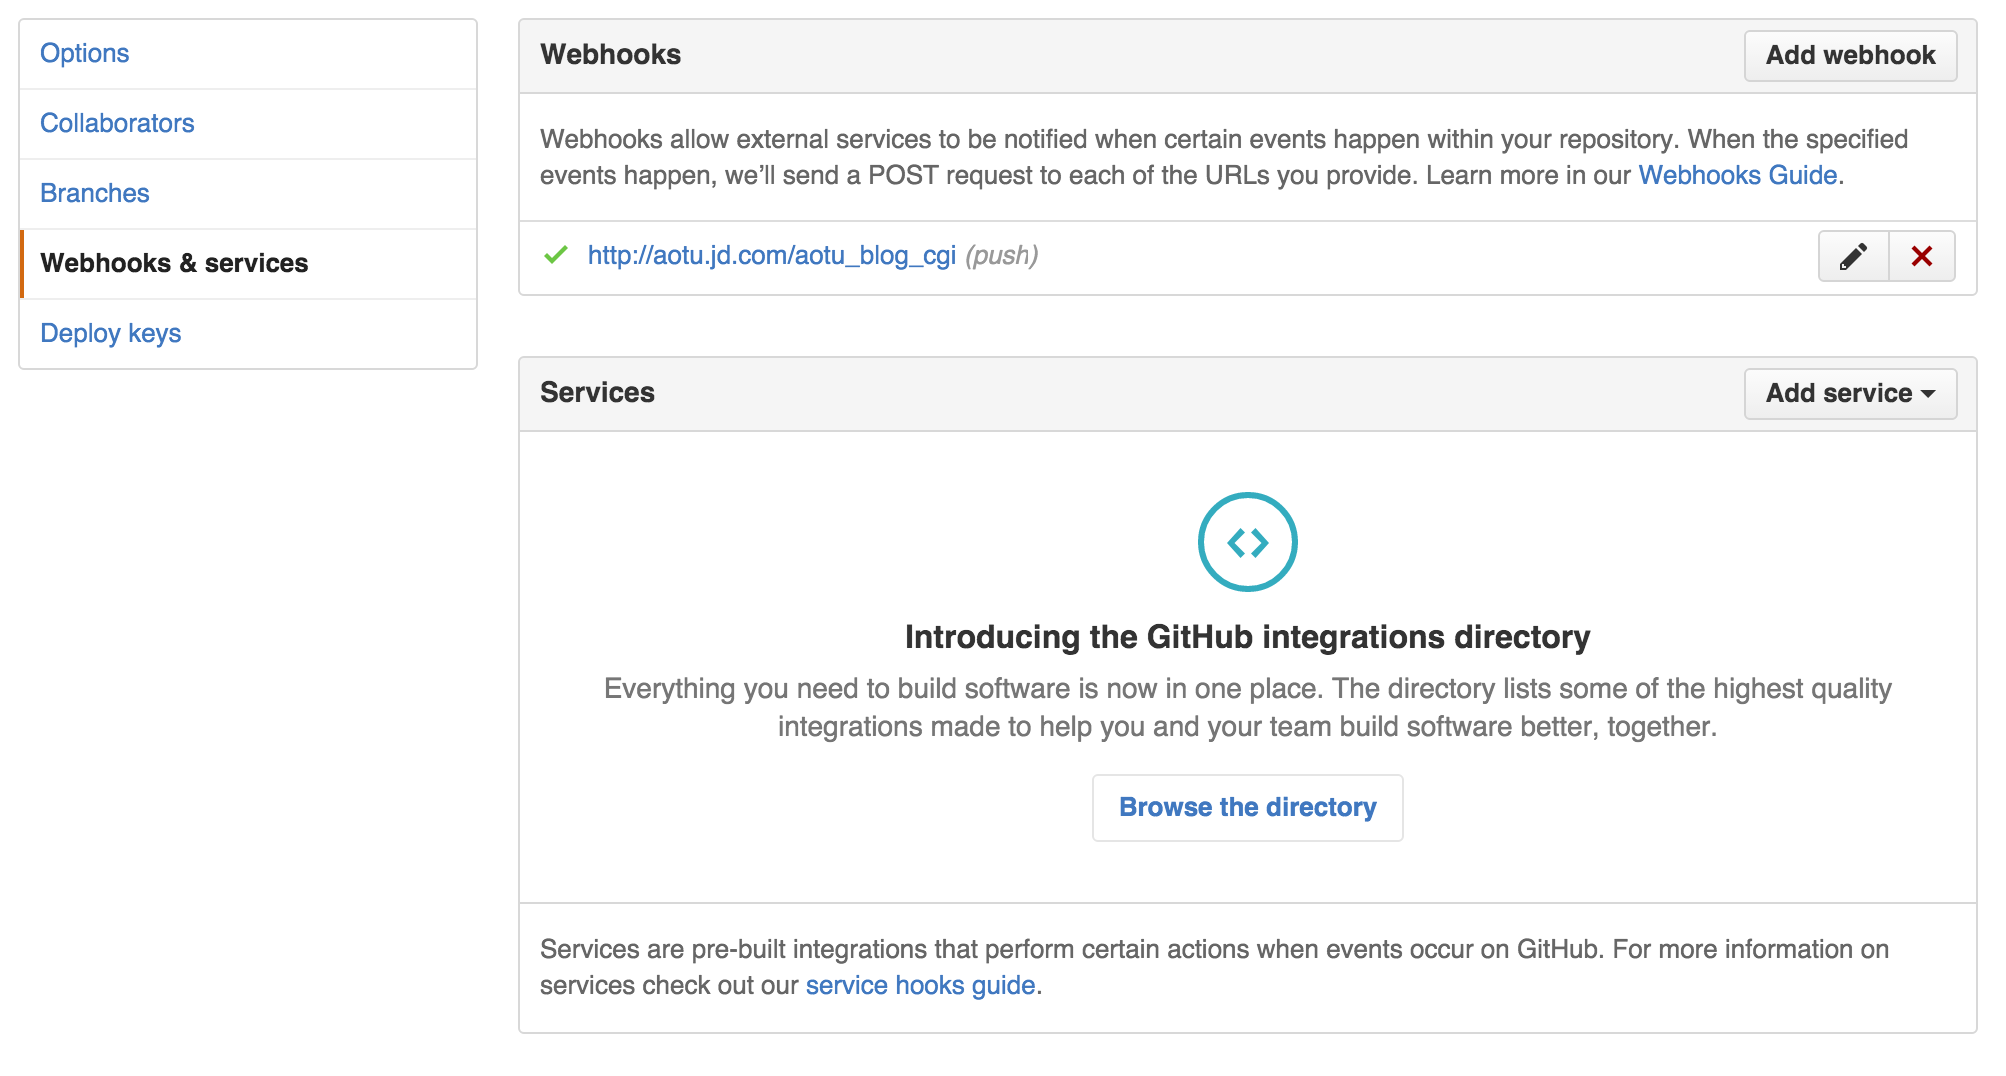 Options
Collaborators
Branches
Webhooks & services
Deploy keys
Webhooks
Add webhook
Webhooks allow external services to be notified when certain events happen within your repository. When the specified
events happen, we’ll send a POST request to each of the URLs you provide. Learn more in our Webhooks Guide.
http://aotu.jd.com/aotu_blog_cgi (push)
Services
Add service
Introducing the GitHub integrations directory
Everything you need to build software is now in one place. The directory lists some of the highest quality
integrations made to help you and your team build software better, together.
Browse the directory
Services are pre-built integrations that perform certain actions when events occur on GitHub. For more information on
services check out our service hooks guide.